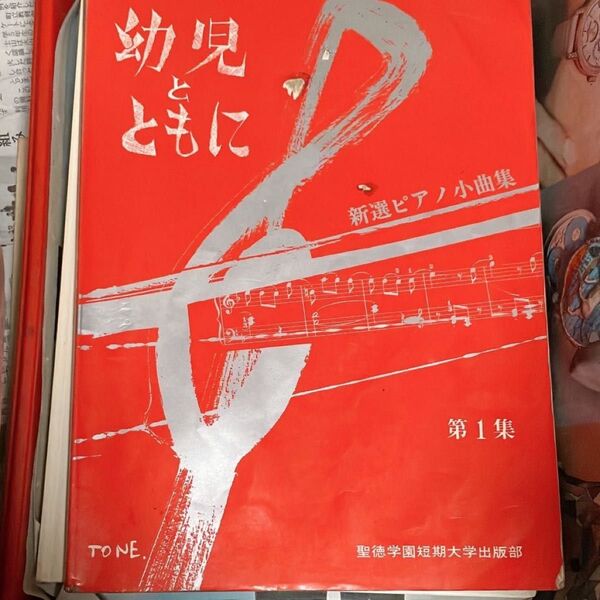 幼児
と
ともに
新選ピアノ小曲集
第1集
TONE.
聖徳学園短期大学出版部